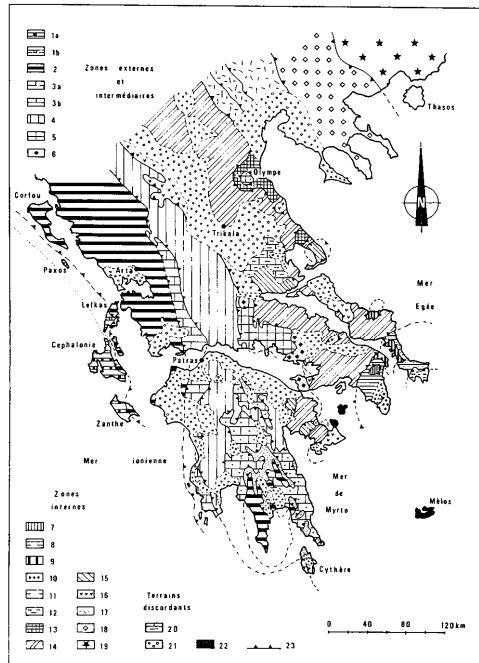 1a
1b
2
3a
3b
4
5
6
Zones externes
et
intermédiaires
Thasos
N
Olympe
Corfou
Trikala
Paxos
Arta
Mer
Egée
Lefkas
Cephalonie
Patras
Zanthe
Mer ionienne
Mer
de
Myrto
Mélos
Cythère
Zones
internes
7
8
9
10
11
12
13
14
15
16
17
18
19
Terrains
discordants
20
21
22
23
0 40 80 120 km